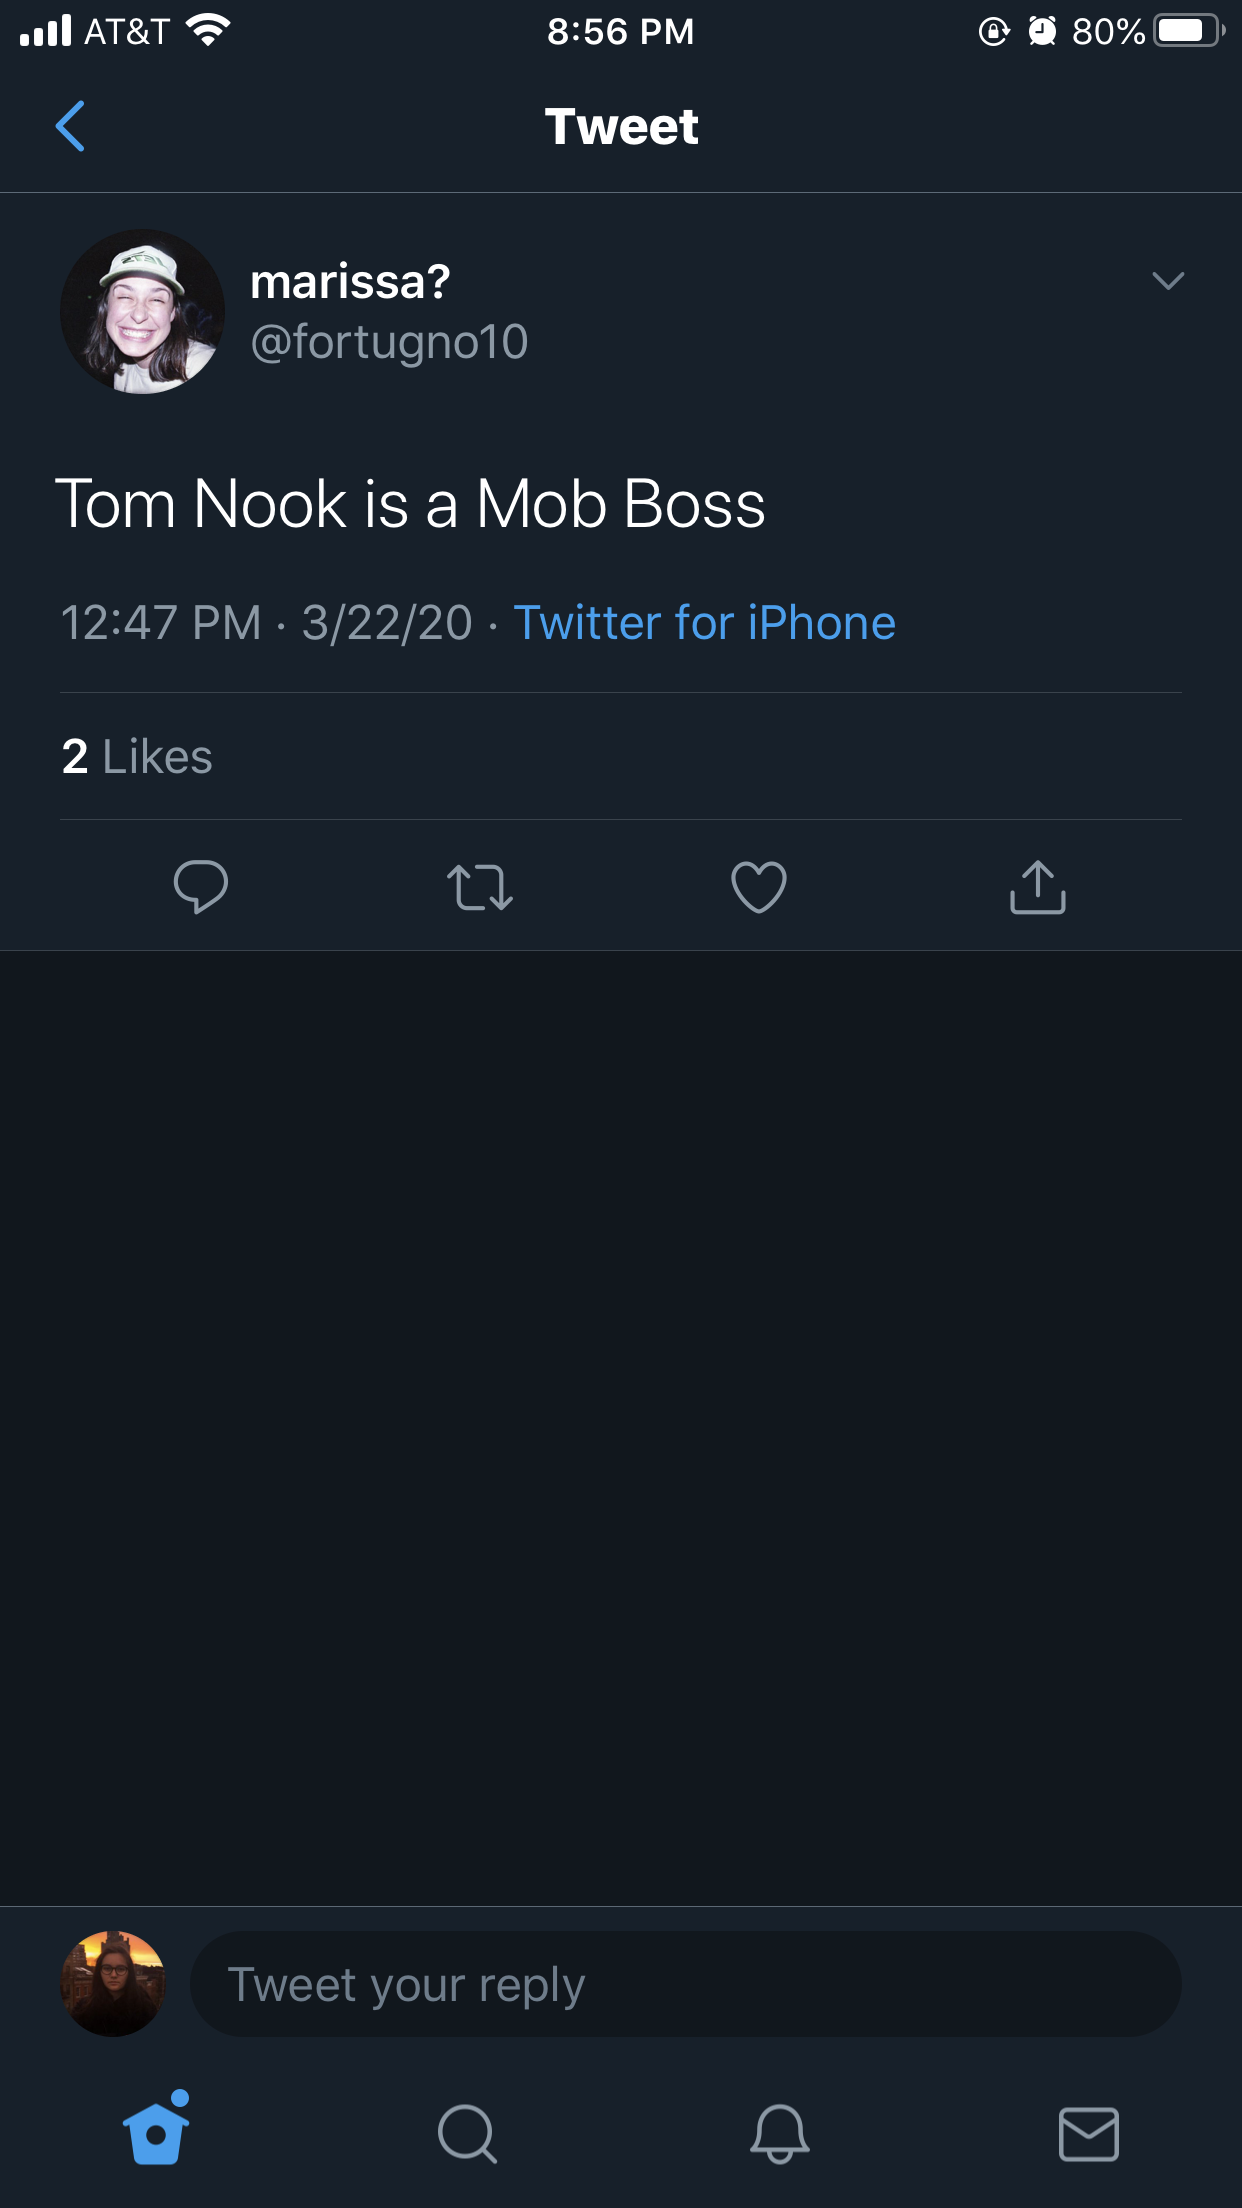 AT&T 8:56 PM 80%
Tweet
marissa?
@fortugno10
Tom Nook is a Mob Boss
12:47 PM · 3/22/20 · Twitter for iPhone
2 Likes
Tweet your reply